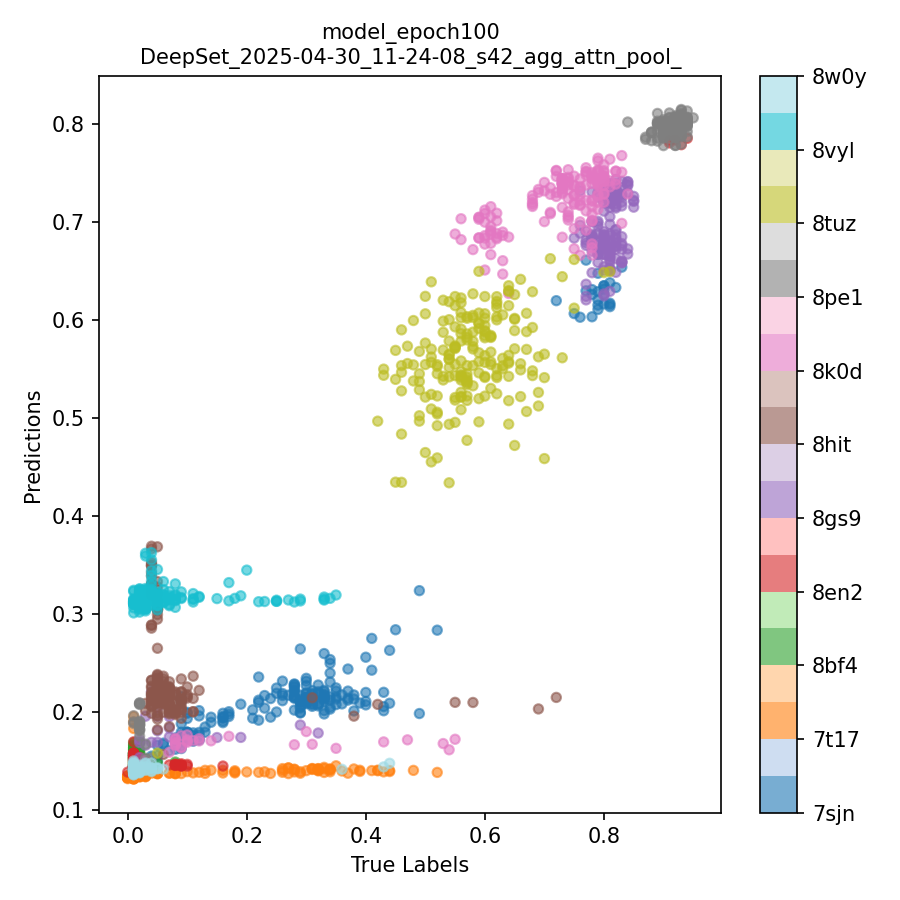 model_epoch100
DeepSet_2025-04-30_11-24-08_s42_agg_attn_pool_
0.8
0.7
0.6
0.5
0.4
0.3
0.2
0.1
Predictions
0.0
0.2
0.4
0.6
0.8
True Labels
8w0y
8vyl
8tuz
8pe1
8k0d
8hit
8gs9
8en2
8bf4
7t17
7sjn